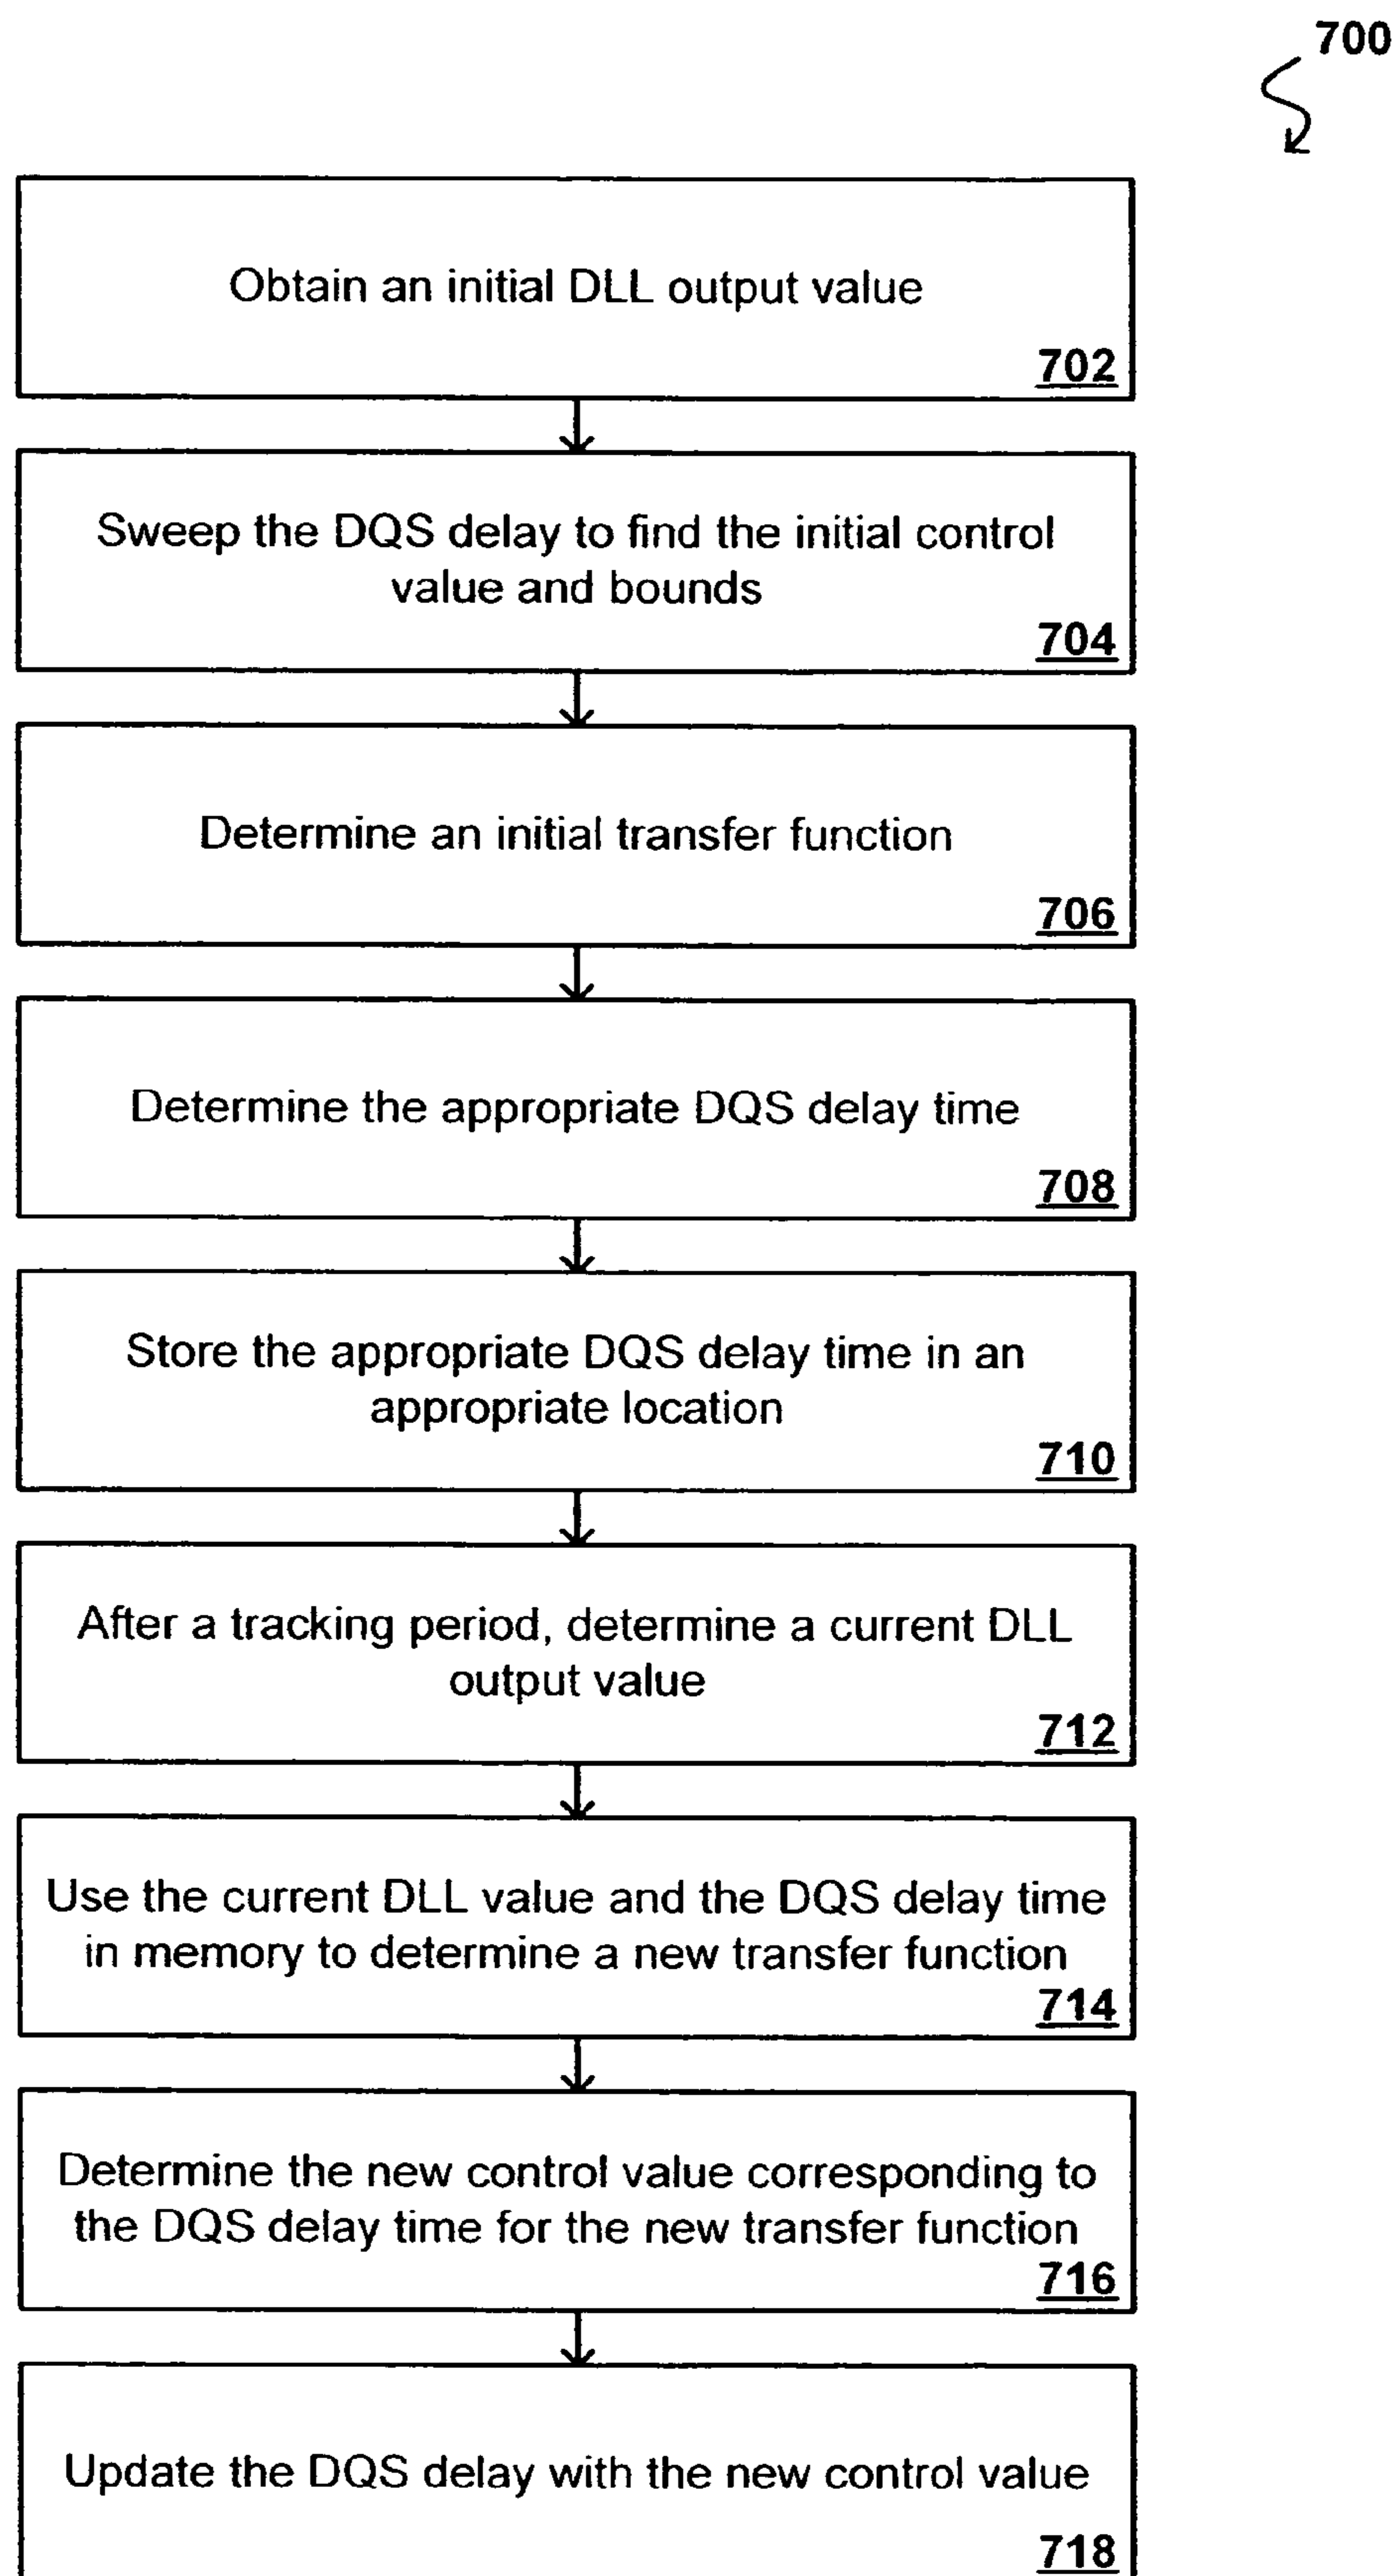 700
Obtain an initial DLL output value
702
Sweep the DQS delay to find the initial control
value and bounds
704
Determine an initial transfer function
706
Determine the appropriate DQS delay time
708
Store the appropriate DQS delay time in an
appropriate location
710
After a tracking period, determine a current DLL
output value
712
Use the current DLL value and the DQS delay time
in memory to determine a new transfer function
714
Determine the new control value corresponding to
the DQS delay time for the new transfer function
716
Update the DQS delay with the new control value
718